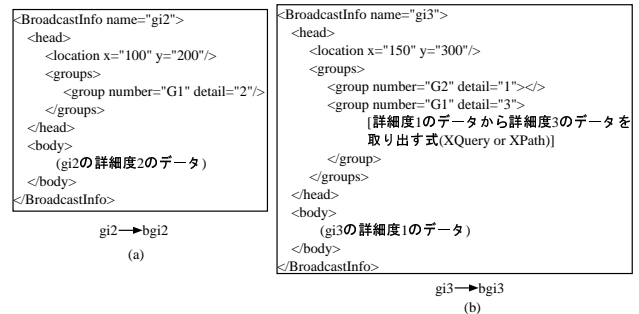 <BroadcastInfo name="gi2">
<head>
<location x="100" y="200"/>
<groups>
<group number="G1" detail="2"/>
</groups>
</head>
<body>
(gi2の詳細度2のデータ)
</body>
</BroadcastInfo>
gi2→bgi2
(a)
<BroadcastInfo name="gi3">
<head>
<location x="150" y="300"/>
<groups>
<group number="G2" detail="1"></>
<group number="G1" detail="3">
[詳細度1のデータから詳細度3のデータを
取り出す式(XQuery or XPath)]
</group>
</groups>
</head>
<body>
(gi3の詳細度1のデータ)
</body>
</BroadcastInfo>
gi3→bgi3
(b)